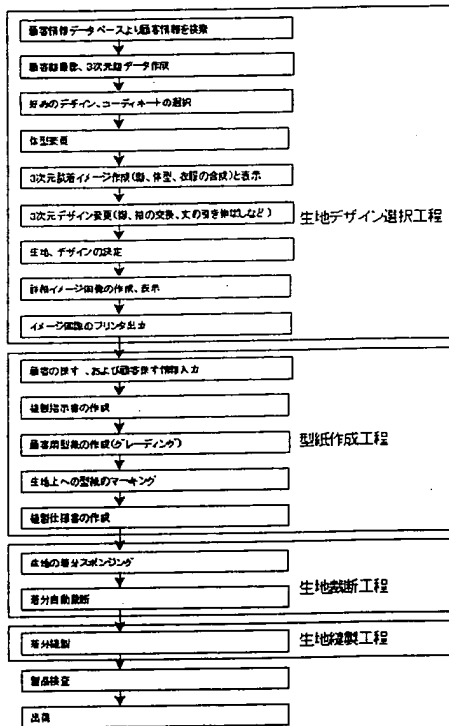 顧客情報データベースより顧客情報を検索
顧客顔撮影、3次元顔データ作成
好みのデザイン、コーディネートの選択
体型変更
3次元試着イメージ作成(顔、体型、衣服の合成)と表示
3次元デザイン変更(襟、袖の交換、丈の引き伸ばしなど)
生地デザイン選択工程
生地、デザインの決定
詳細イメージ画像の作成、表示
イメージ画像のプリンタ出力
顧客の採寸、および顧客採寸情報入力
縫製指示書の作成
型紙作成工程
顧客用型紙の作成(グレーディング)
生地上への型紙のマーキング
縫製仕様書の作成
生地の着分スポンジング
生地裁断工程
着分自動裁断
生地縫製工程
着分縫製
製品検査
出荷